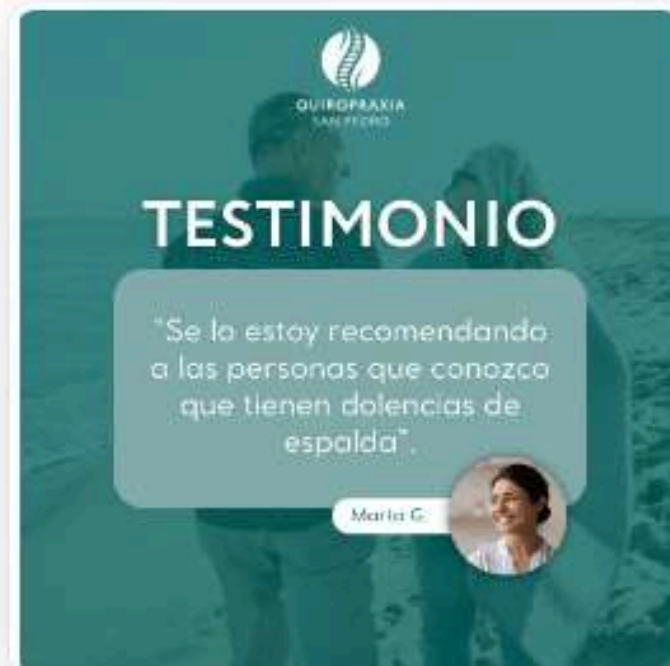 QUIROPRAXIA
SAN PEDRO
TESTIMONIO
"Se lo estoy recomendando
a las personas que conozco
que tienen dolencias de
espalda".
María G.